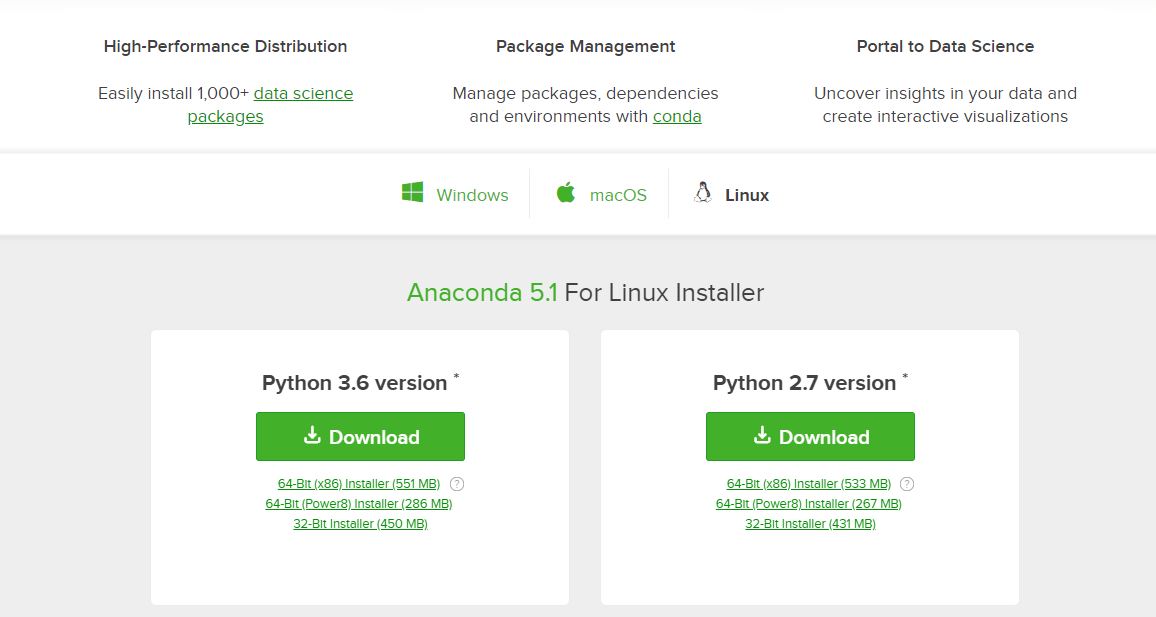 High-Performance Distribution
Easily install 1,000+ data science
packages
Package Management
Manage packages, dependencies
and environments with conda
Portal to Data Science
Uncover insights in your data and
create interactive visualizations
Windows
macOS
Linux
Anaconda 5.1 For Linux Installer
Python 3.6 version *
Download
64-Bit (x86) Installer (551 MB) ?
64-Bit (Power8) Installer (286 MB)
32-Bit Installer (450 MB)
Python 2.7 version *
Download
64-Bit (x86) Installer (533 MB) ?
64-Bit (Power8) Installer (267 MB)
32-Bit Installer (431 MB)